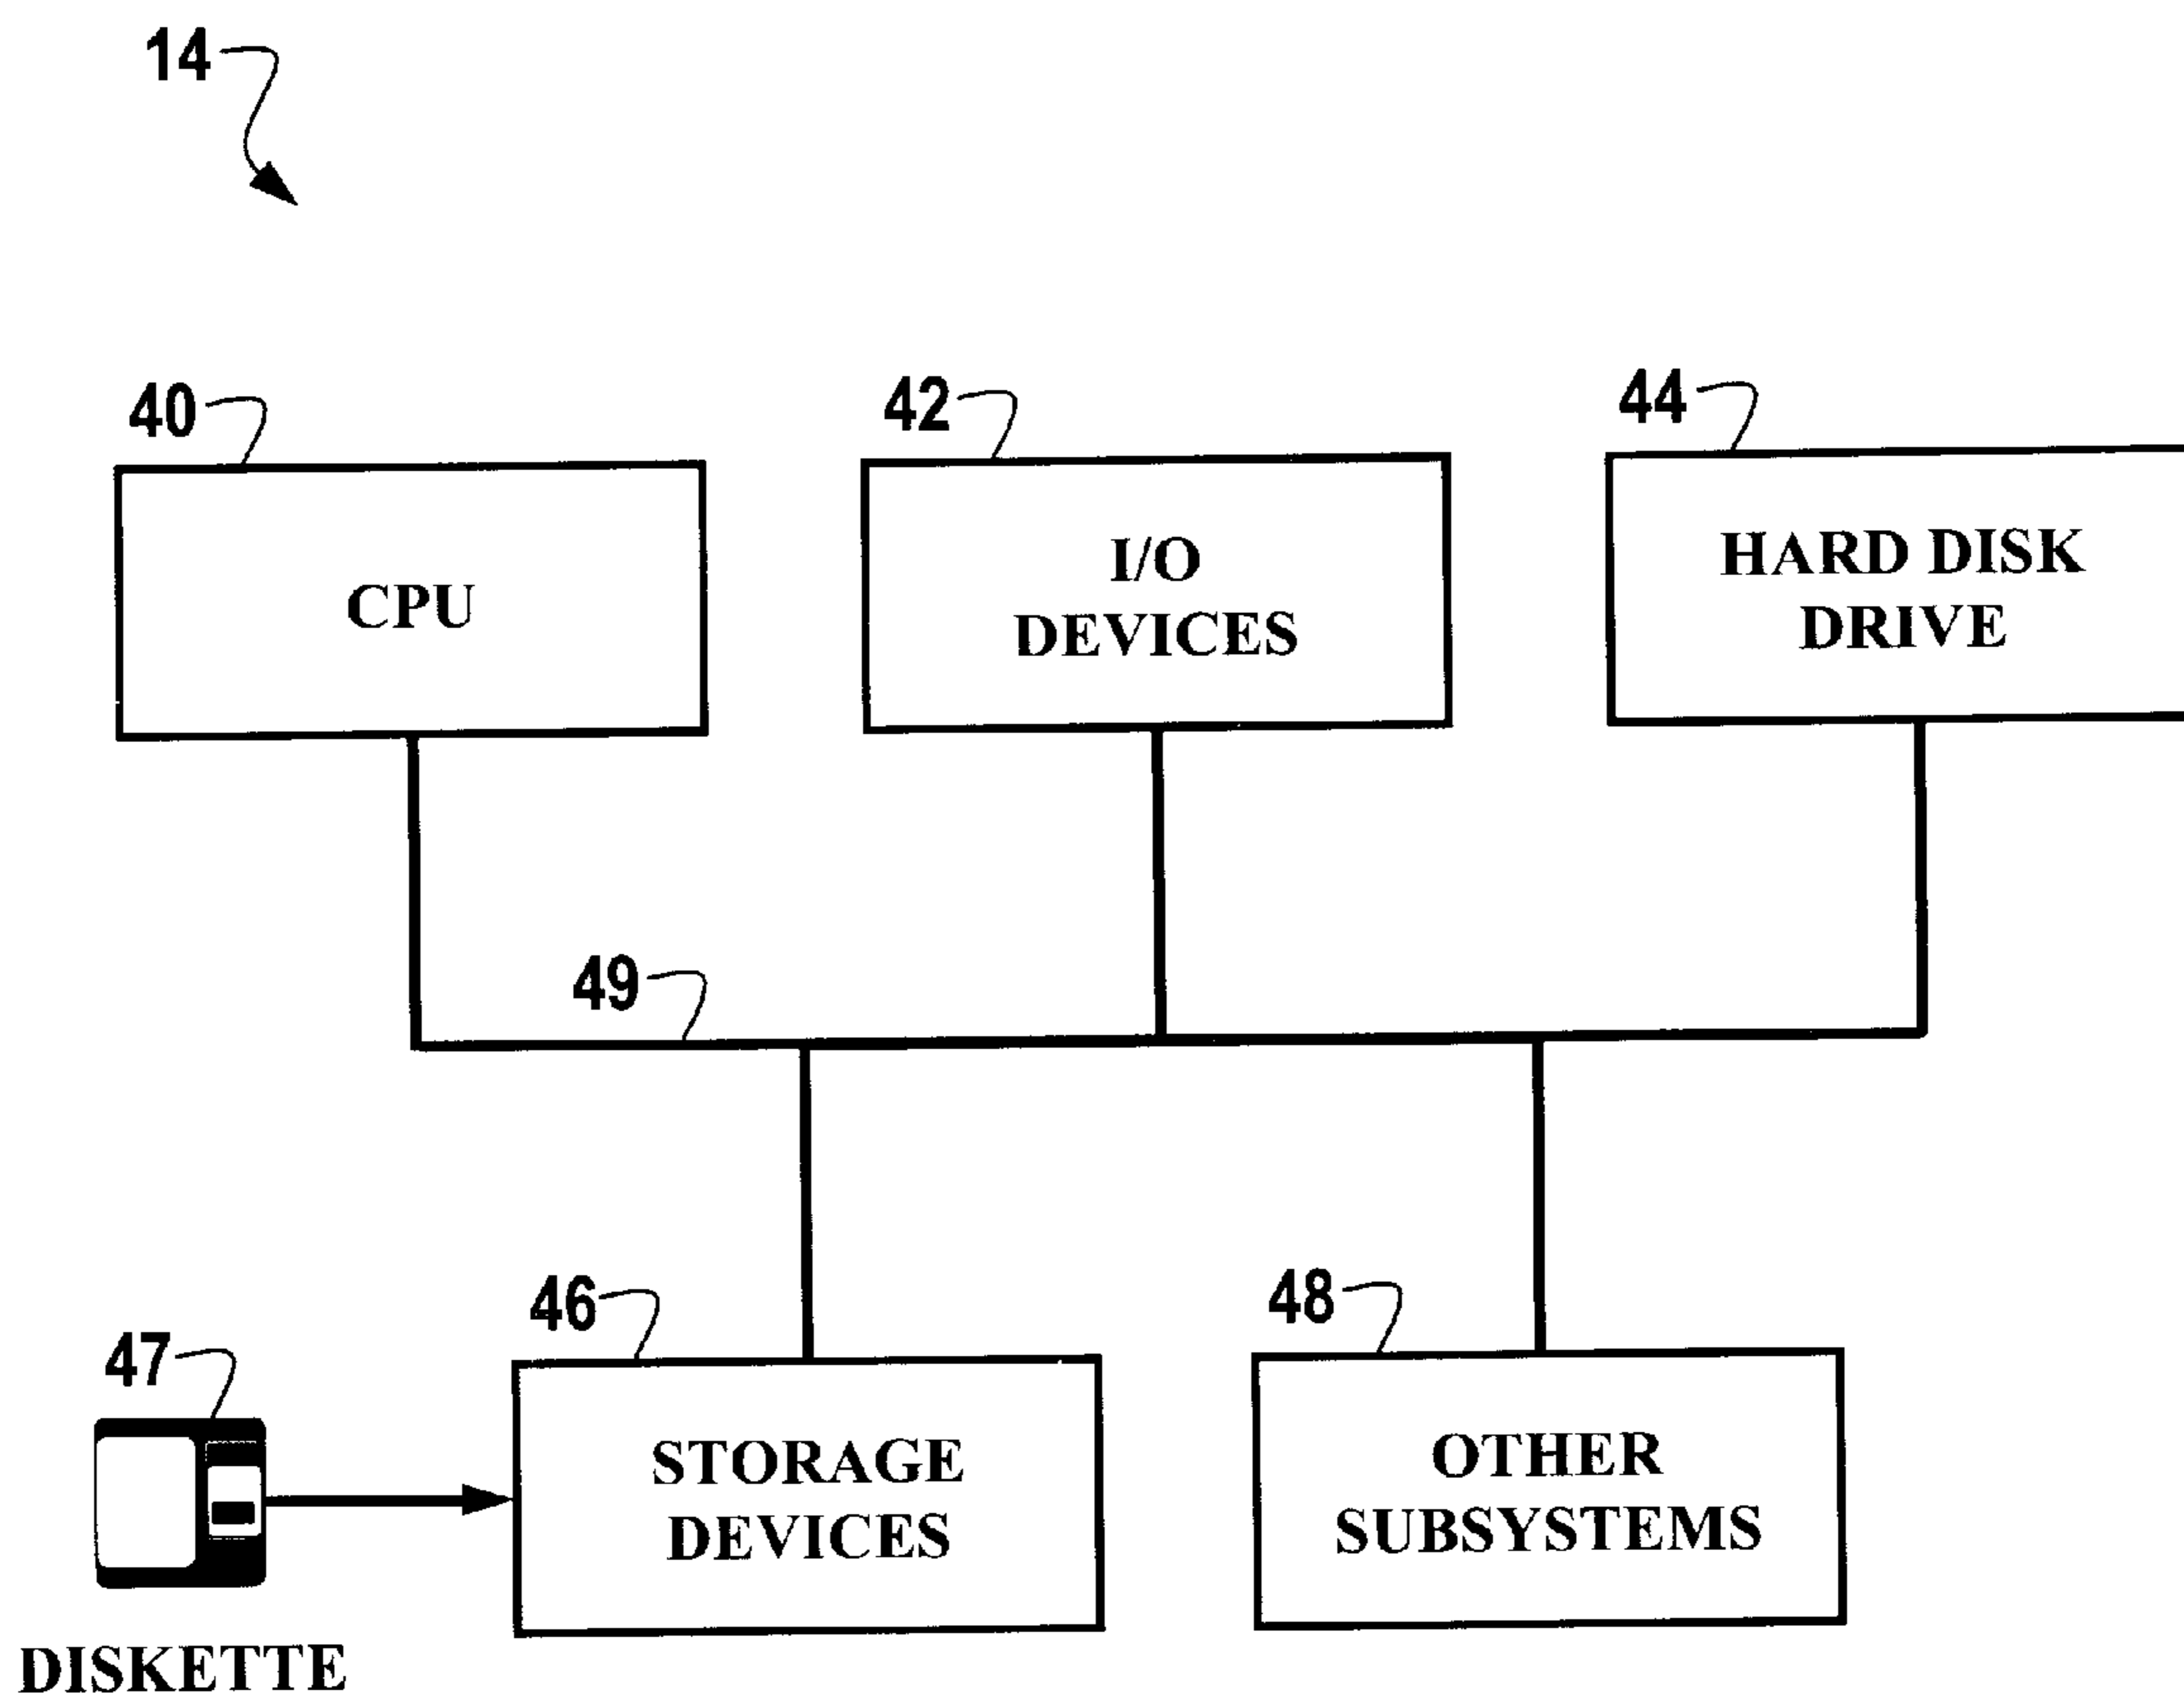 14
40
42
44
CPU
I/O
DEVICES
HARD DISK
DRIVE
49
46
48
47
STORAGE
DEVICES
OTHER
SUBSYSTEMS
DISKETTE